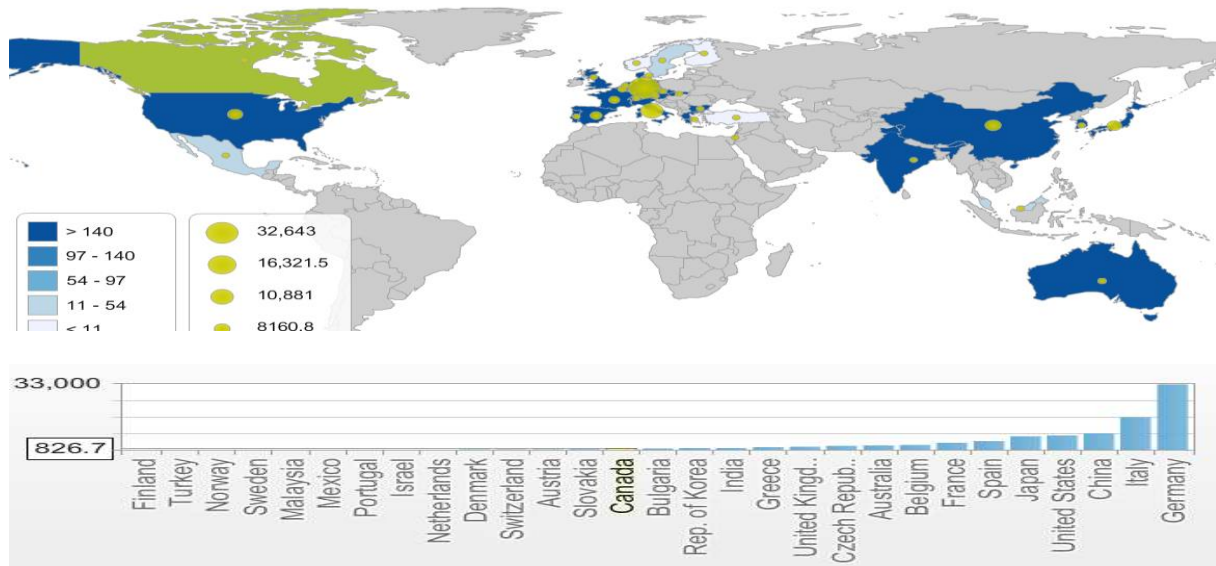 > 140
97 - 140
54 - 97
11 - 54
< 11
32,643
16,321.5
10,881
8160.8
33,000
826.7
Finland
Turkey
Norway
Sweden
Malaysia
Mexico
Portugal
Israel
Netherlands
Denmark
Switzerland
Austria
Slovakia
Canada
Bulgaria
Rep. of Korea
India
Greece
United Kingd..
Czech Repub..
Australia
Belgium
France
Spain
Japan
United States
China
Italy
Germany